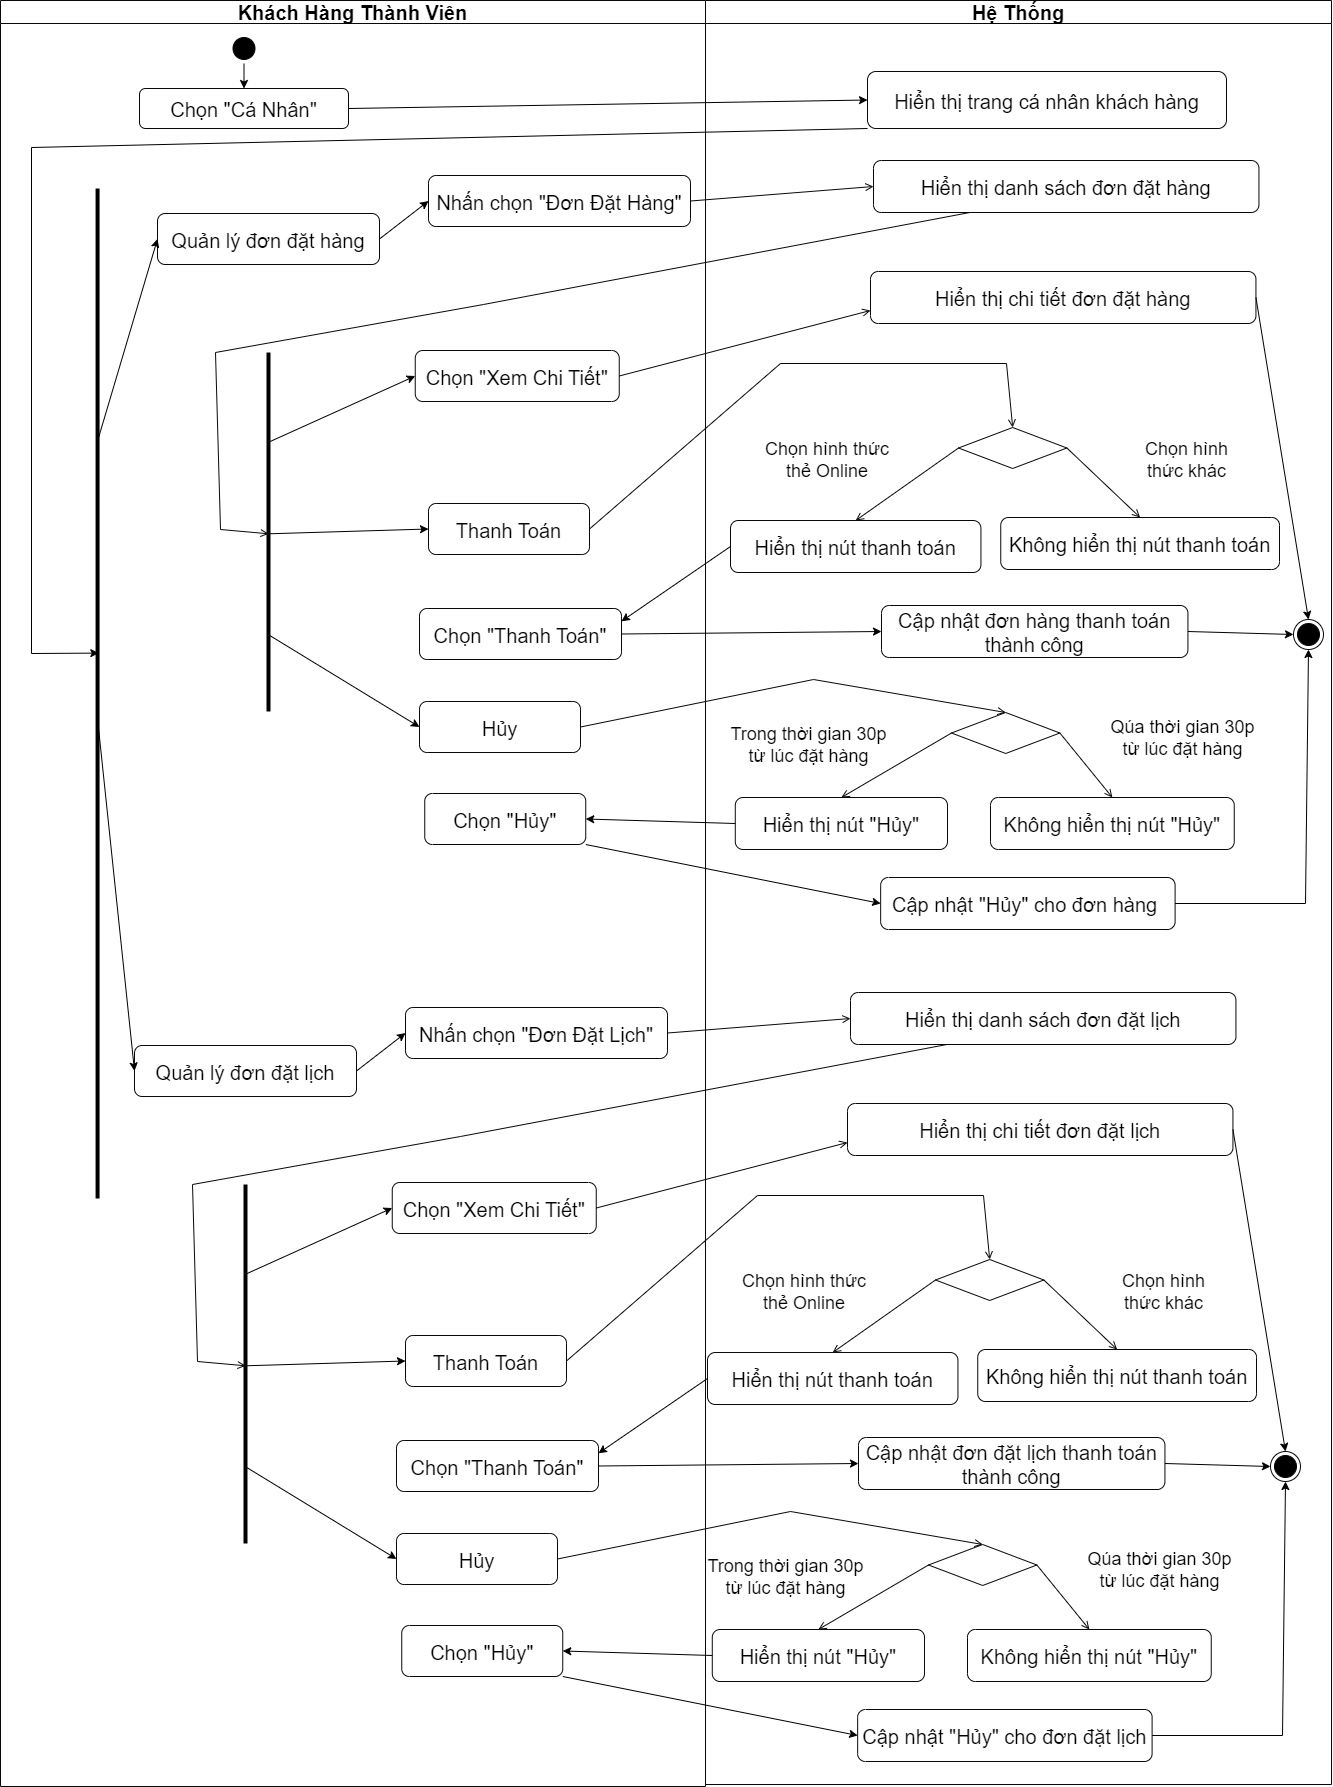 Khách Hàng Thành Viên
Hệ Thống
Chọn "Cá Nhân"
Hiển thị trang cá nhân khách hàng
Nhấn chọn "Đơn Đặt Hàng"
Hiển thị danh sách đơn đặt hàng
Quản lý đơn đặt hàng
Hiển thị chi tiết đơn đặt hàng
Chọn "Xem Chi Tiết"
Chọn hình thức
thẻ Online
Chọn hình
thức khác
Thanh Toán
Hiển thị nút thanh toán
Không hiển thị nút thanh toán
Chọn "Thanh Toán"
Cập nhật đơn hàng thanh toán
thành công
Hủy
Trong thời gian 30p
từ lúc đặt hàng
Qúa thời gian 30p
từ lúc đặt hàng
Chọn "Hủy"
Hiển thị nút "Hủy"
Không hiển thị nút "Hủy"
Cập nhật "Hủy" cho đơn hàng
Nhấn chọn "Đơn Đặt Lịch"
Hiển thị danh sách đơn đặt lịch
Quản lý đơn đặt lịch
Hiển thị chi tiết đơn đặt lịch
Chọn "Xem Chi Tiết"
Chọn hình thức
thẻ Online
Chọn hình
thức khác
Thanh Toán
Hiển thị nút thanh toán
Không hiển thị nút thanh toán
Chọn "Thanh Toán"
Cập nhật đơn đặt lịch thanh toán
thành công
Hủy
Trong thời gian 30p
từ lúc đặt hàng
Qúa thời gian 30p
từ lúc đặt hàng
Chọn "Hủy"
Hiển thị nút "Hủy"
Không hiển thị nút "Hủy"
Cập nhật "Hủy" cho đơn đặt lịch